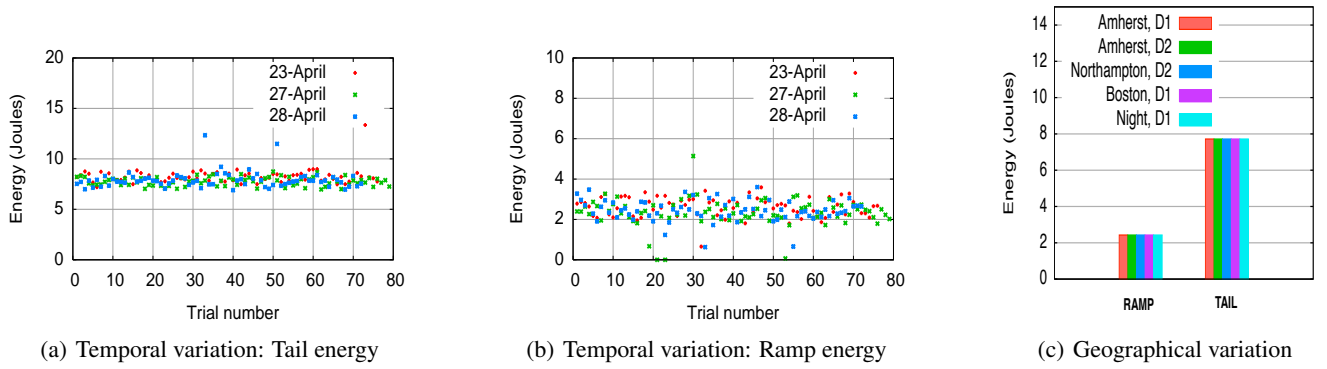 20
15
10
5
0
0 10 20 30 40 50 60 70 80
Energy (Joules)
Trial number
23-April
27-April
28-April
(a) Temporal variation: Tail energy
10
8
6
4
2
0
0 10 20 30 40 50 60 70 80
Energy (Joules)
Trial number
23-April
27-April
28-April
(b) Temporal variation: Ramp energy
14
12
10
8
6
4
2
0
Energy (Joules)
Amherst, D1
Amherst, D2
Northampton, D2
Boston, D1
Night, D1
RAMP TAIL
(c) Geographical variation